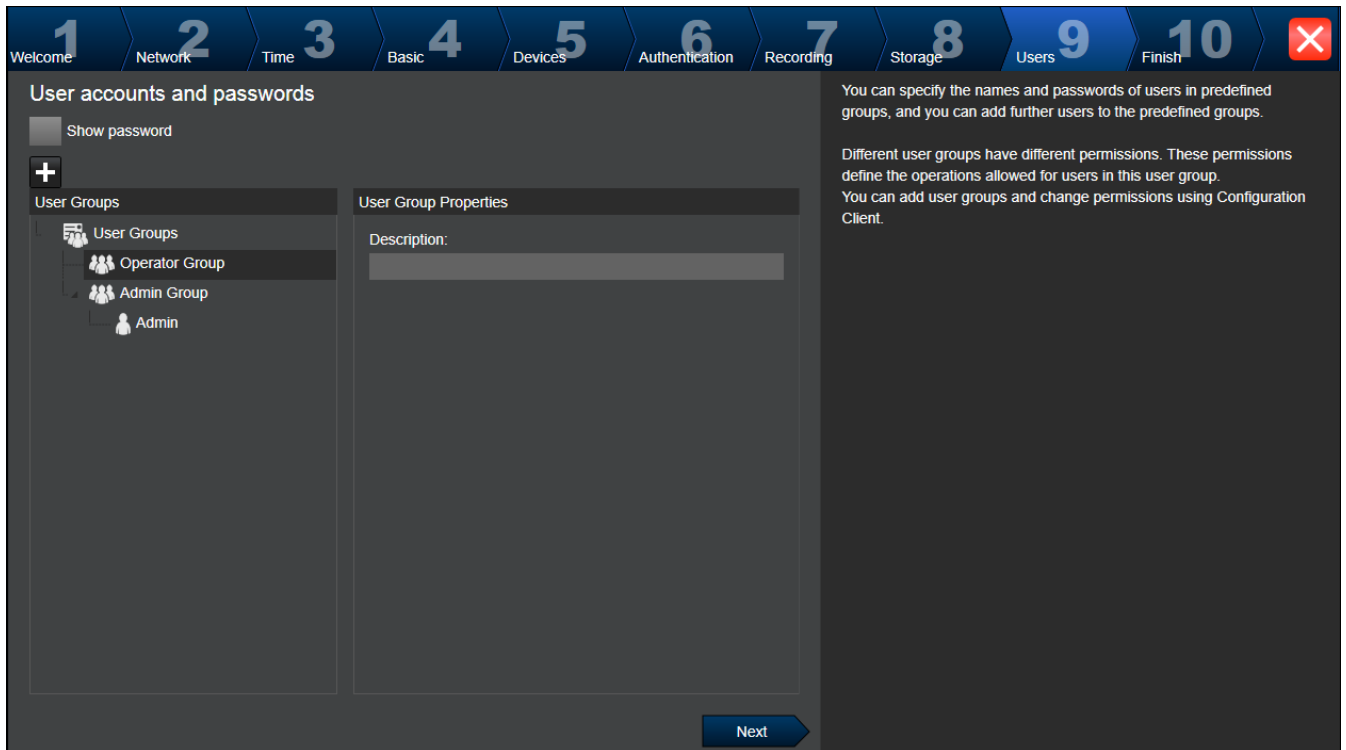 1 Welcome
2 Network
3 Time
4 Basic
5 Devices
6 Authentication
7 Recording
8 Storage
9 Users
10 Finish
User accounts and passwords
Show password
User Groups
User Groups
Operator Group
Admin Group
Admin
User Group Properties
Description:
Next
You can specify the names and passwords of users in predefined
groups, and you can add further users to the predefined groups.
Different user groups have different permissions. These permissions
define the operations allowed for users in this user group.
You can add user groups and change permissions using Configuration
Client.